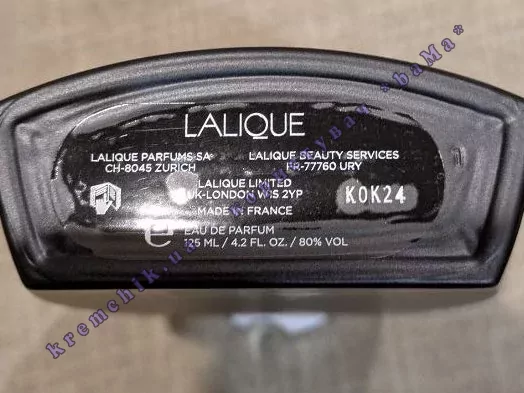 LALIQUE
LALIQUE PARFUMS SA
CH-8045 ZURICH
LALIQUE BEAUTY SERVICES
FR-77760 URY
LALIQUE LIMITED
UK-LONDON W1S 2YP
MADE IN FRANCE
K0K24
EAU DE PARFUM
125 ML / 4.2 FL. OZ. / 80% VOL